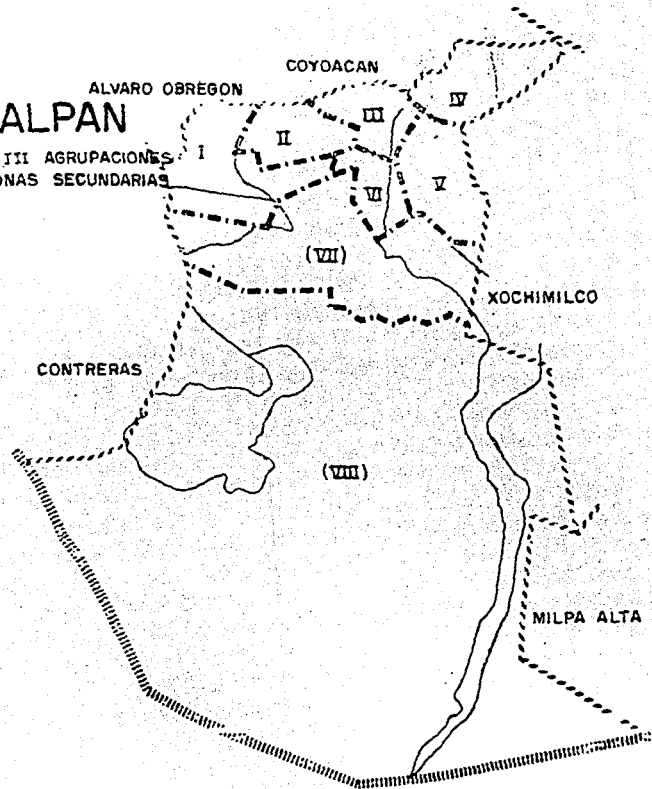 ALVARO OBREGON
COYOACAN
ALPAN
III AGRUPACIONES
ONAS SECUNDARIAS
I
II
III
IV
V
VI
(VII)
XOCHIMILCO
CONTRERAS
(VIII)
MILPA ALTA